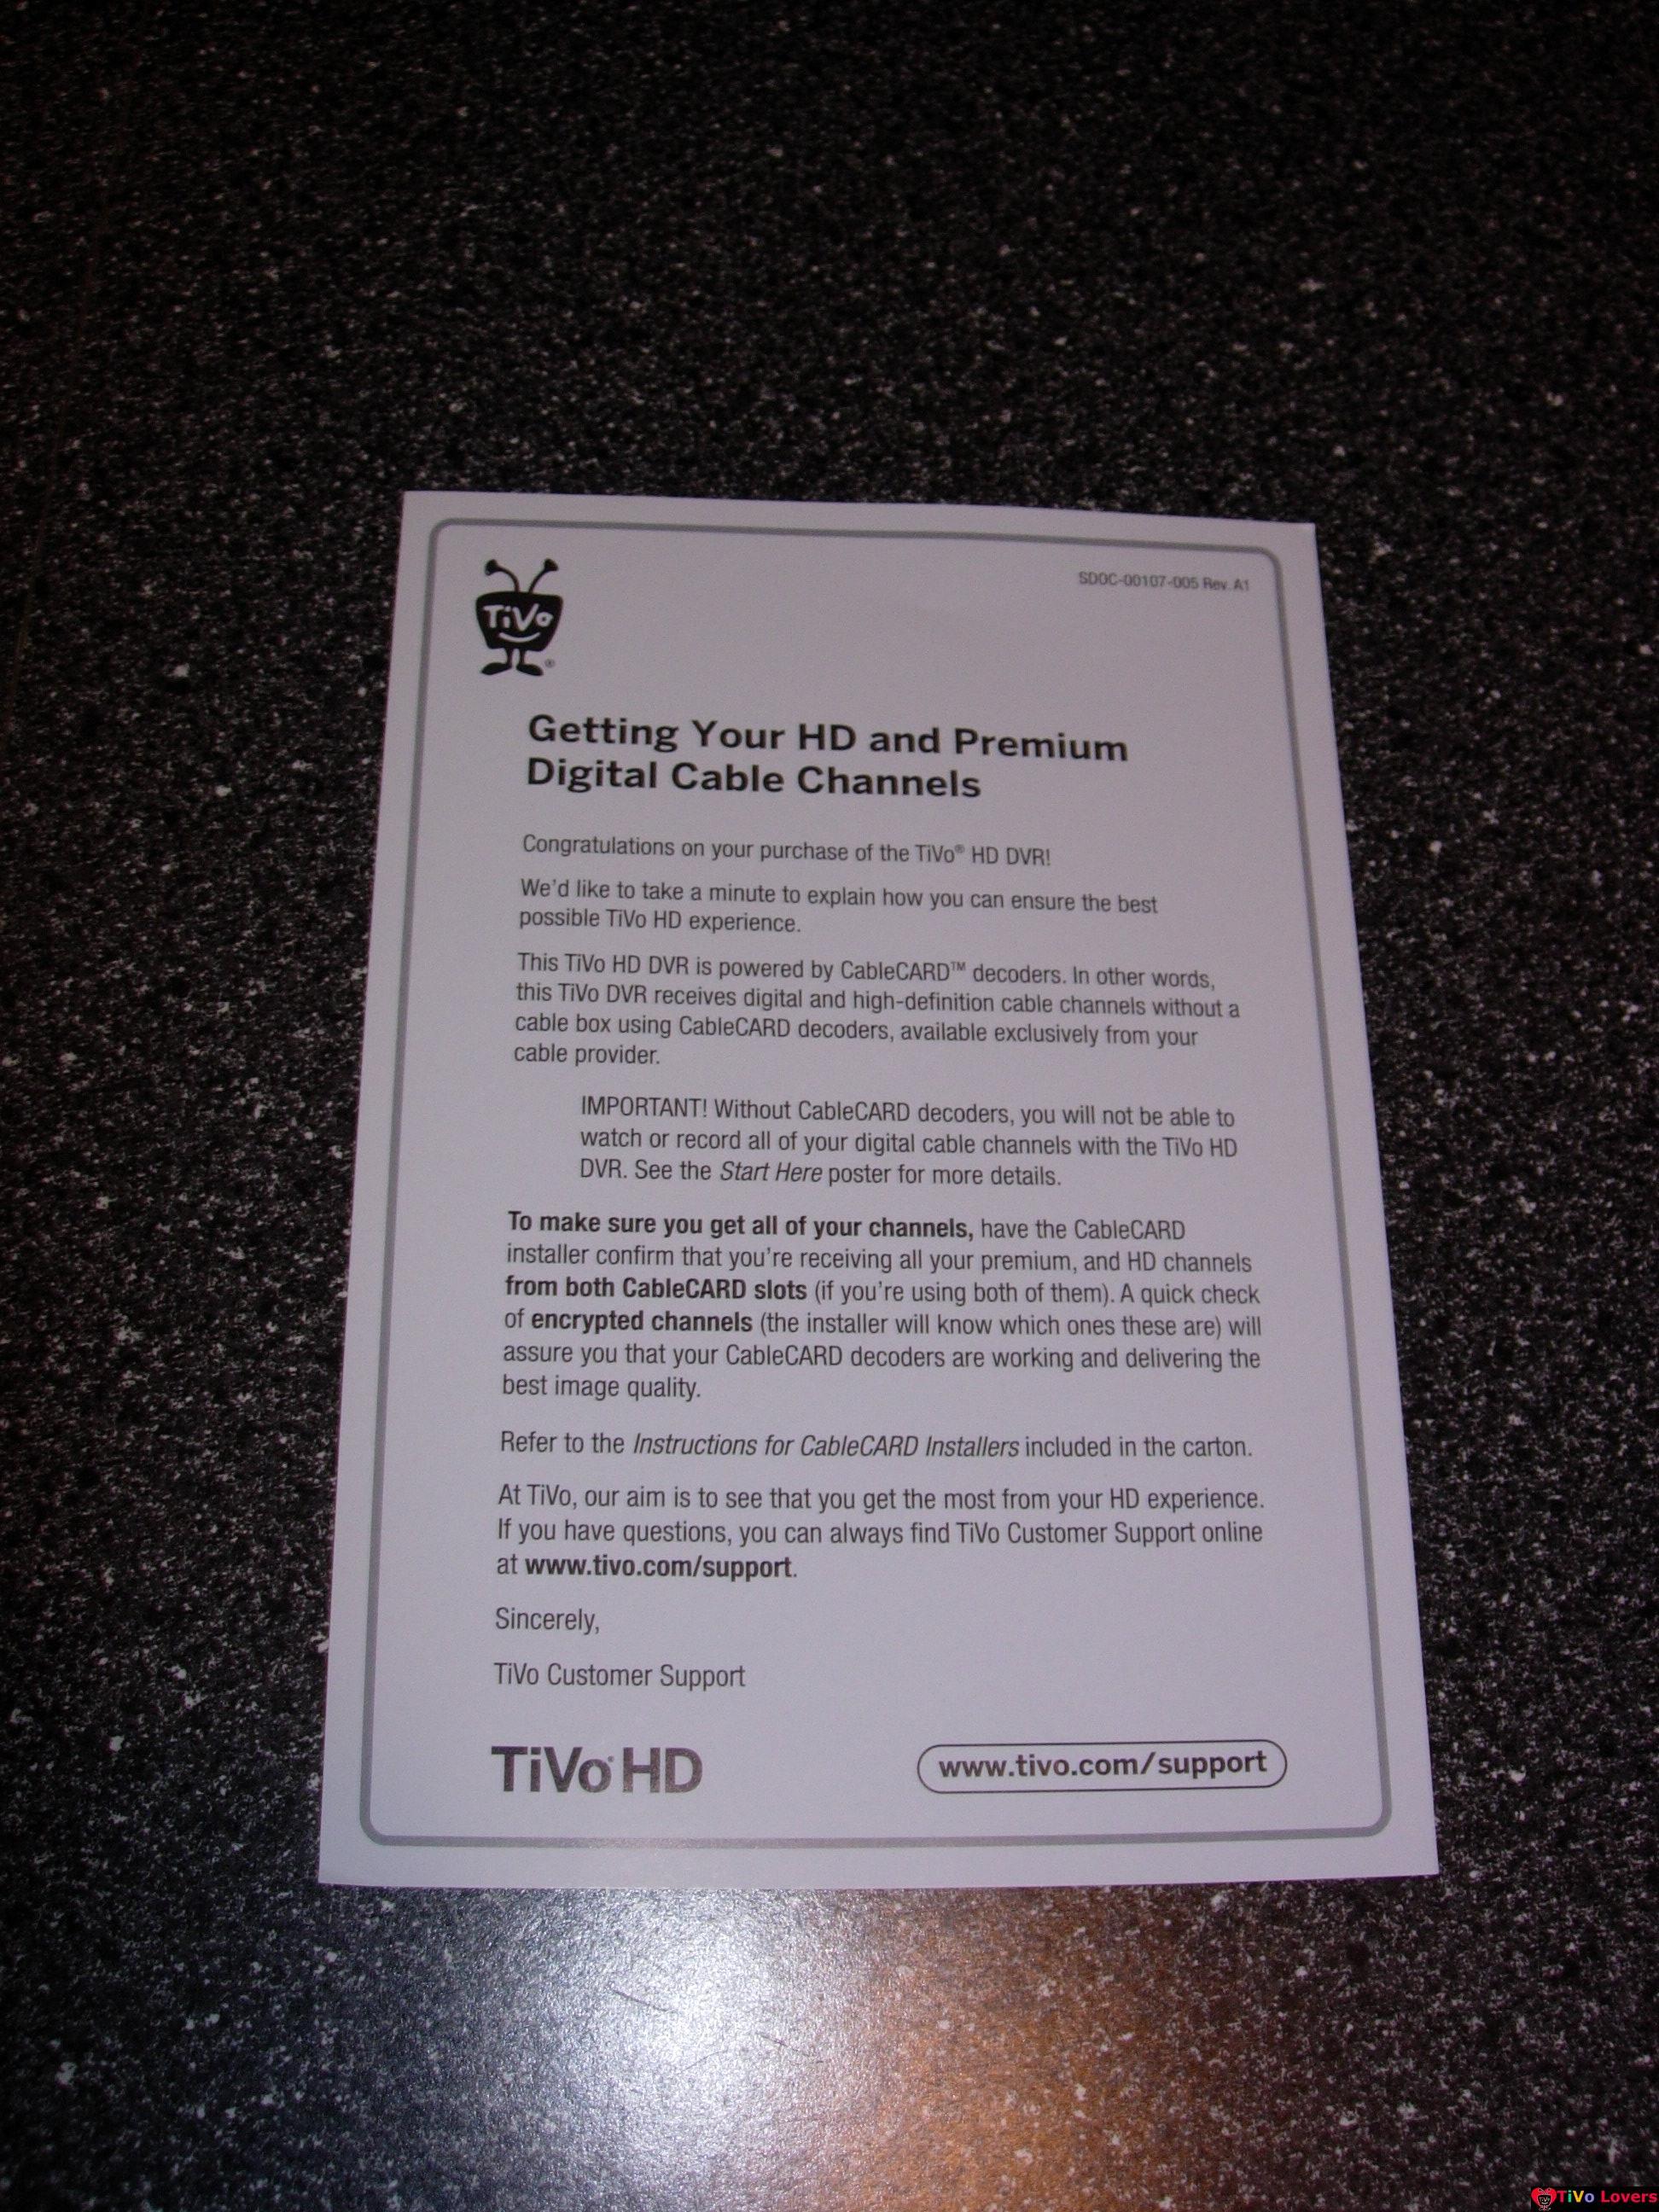 TiVo®
SDOC-00107-005 Rev. A1
Getting Your HD and Premium
Digital Cable Channels
Congratulations on your purchase of the TiVo® HD DVR!
We'd like to take a minute to explain how you can ensure the best
possible TiVo HD experience.
This TiVo HD DVR is powered by CableCARD™ decoders. In other words,
this TiVo DVR receives digital and high-definition cable channels without a
cable box using CableCARD decoders, available exclusively from your
cable provider.
IMPORTANT! Without CableCARD decoders, you will not be able to
watch or record all of your digital cable channels with the TiVo HD
DVR. See the Start Here poster for more details.
To make sure you get all of your channels, have the CableCARD
installer confirm that you're receiving all your premium, and HD channels
from both CableCARD slots (if you're using both of them). A quick check
of encrypted channels (the installer will know which ones these are) will
assure you that your CableCARD decoders are working and delivering the
best image quality.
Refer to the Instructions for CableCARD Installers included in the carton.
At TiVo, our aim is to see that you get the most from your HD experience.
If you have questions, you can always find TiVo Customer Support online
at www.tivo.com/support.
Sincerely,
TiVo Customer Support
TiVo® HD
www.tivo.com/support
TiVo Lovers